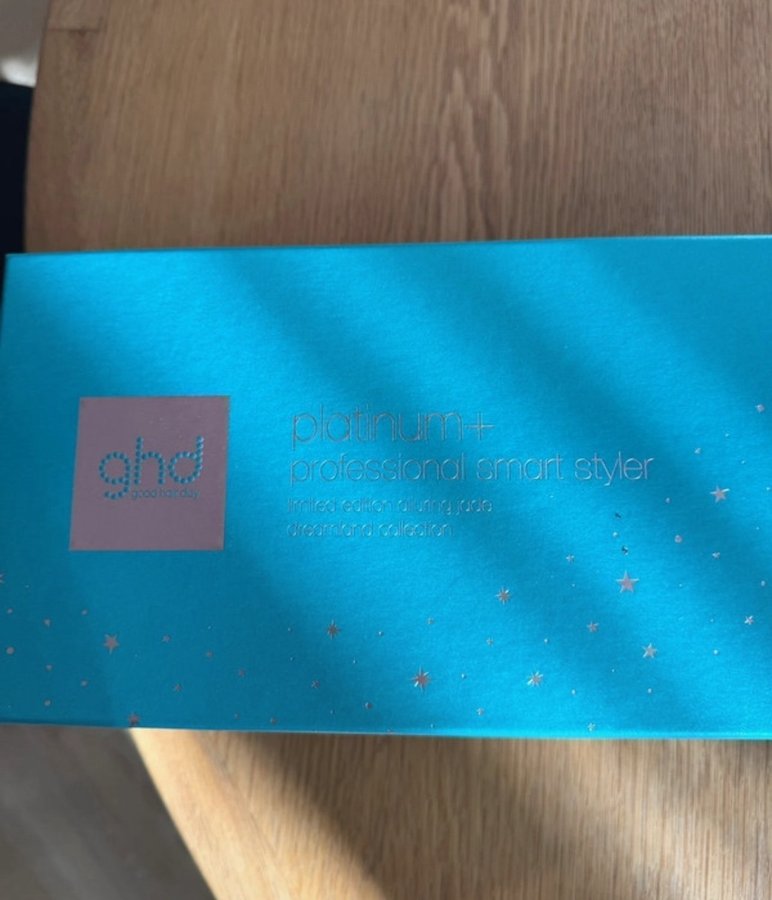 ghd
good hair day
platinum+
professional smart styler
limited edition alluring jade
dreamland collection